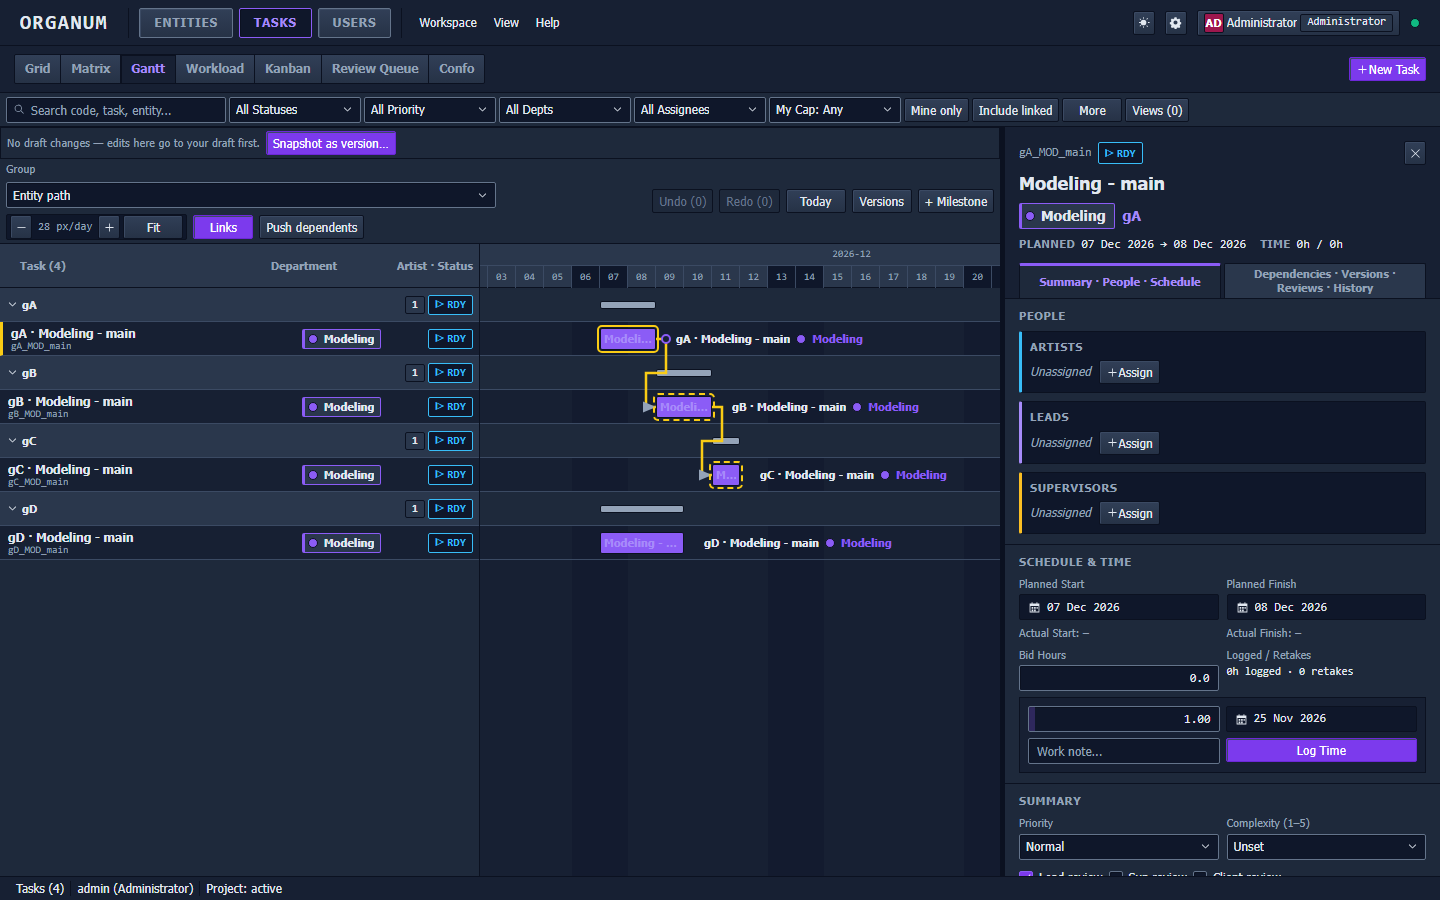 ORGANUM ENTITIES TASKS USERS Workspace View Help AD Administrator Administrator
Grid Matrix Gantt Workload Kanban Review Queue Confo +New Task
Search code, task, entity... All Statuses All Priority All Depts All Assignees My Cap: Any Mine only Include linked More Views (0)
No draft changes — edits here go to your draft first. Snapshot as version...
Group
Entity path
Undo (0) Redo (0) Today Versions + Milestone
− 28 px/day + Fit Links Push dependents
2026-12
Task (4) Department Artist · Status
03 04 05 06 07 08 09 10 11 12 13 14 15 16 17 18 19 20
gA 1 RDY
gA · Modeling - main
gA_MOD_main
Modeling RDY
Modeli... gA · Modeling - main Modeling
gB 1 RDY
gB · Modeling - main
gB_MOD_main
Modeling RDY
Modeli... gB · Modeling - main Modeling
gC 1 RDY
gC · Modeling - main
gC_MOD_main
Modeling RDY
M... gC · Modeling - main Modeling
gD 1 RDY
gD · Modeling - main
gD_MOD_main
Modeling RDY
Modeling - ... gD · Modeling - main Modeling
gA_MOD_main RDY
Modeling - main
Modeling gA
PLANNED 07 Dec 2026 → 08 Dec 2026 TIME 0h / 0h
Summary · People · Schedule
Dependencies · Versions ·
Reviews · History
PEOPLE
ARTISTS
Unassigned +Assign
LEADS
Unassigned +Assign
SUPERVISORS
Unassigned +Assign
SCHEDULE & TIME
Planned Start Planned Finish
07 Dec 2026 08 Dec 2026
Actual Start: – Actual Finish: –
Bid Hours Logged / Retakes
0.0 0h logged · 0 retakes
1.00 25 Nov 2026
Work note... Log Time
SUMMARY
Priority Complexity (1–5)
Normal Unset
Lead review Sup review Client review
Tasks (4) admin (Administrator) Project: active